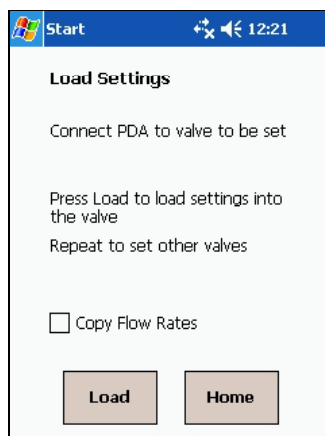 Start 12:21
Load Settings
Connect PDA to valve to be set
Press Load to load settings into
the valve
Repeat to set other valves
Copy Flow Rates
Load Home